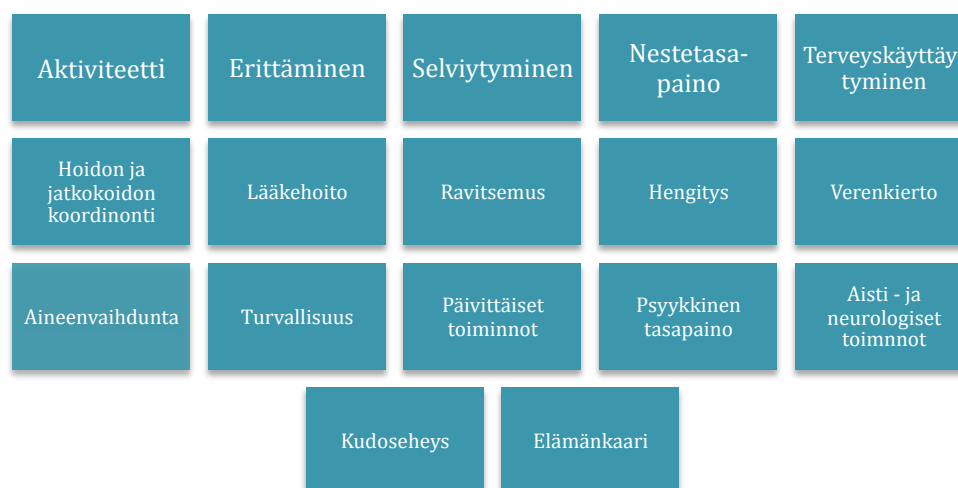 Aktiviteetti
Erittäminen
Selviytyminen
Nestetasa-
paino
Terveyskäyttäy
tyminen
Hoidon ja
jatkokoidon
koordinonti
Lääkehoito
Ravitsemus
Hengitys
Verenkierto
Aineenvaihdunta
Turvallisuus
Päivittäiset
toiminnot
Psyykkinen
tasapaino
Aisti - ja
neurologiset
toimnnot
Kudoseheys
Elämänkaari